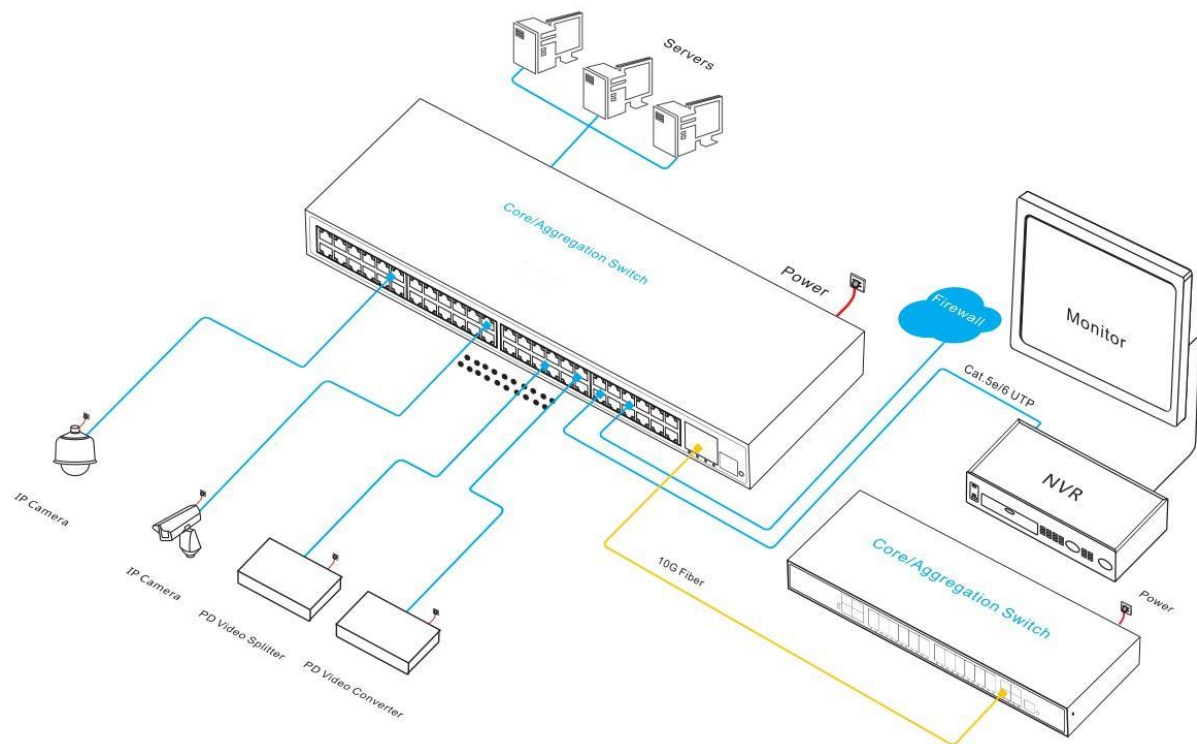 Servers
Core/Aggregation Switch
Power
Firewall
Monitor
Cat.5e/6 UTP
NVR
IP Camera
IP Camera
PD Video Splitter
PD Video Converter
10G Fiber
Core/Aggregation Switch
Power